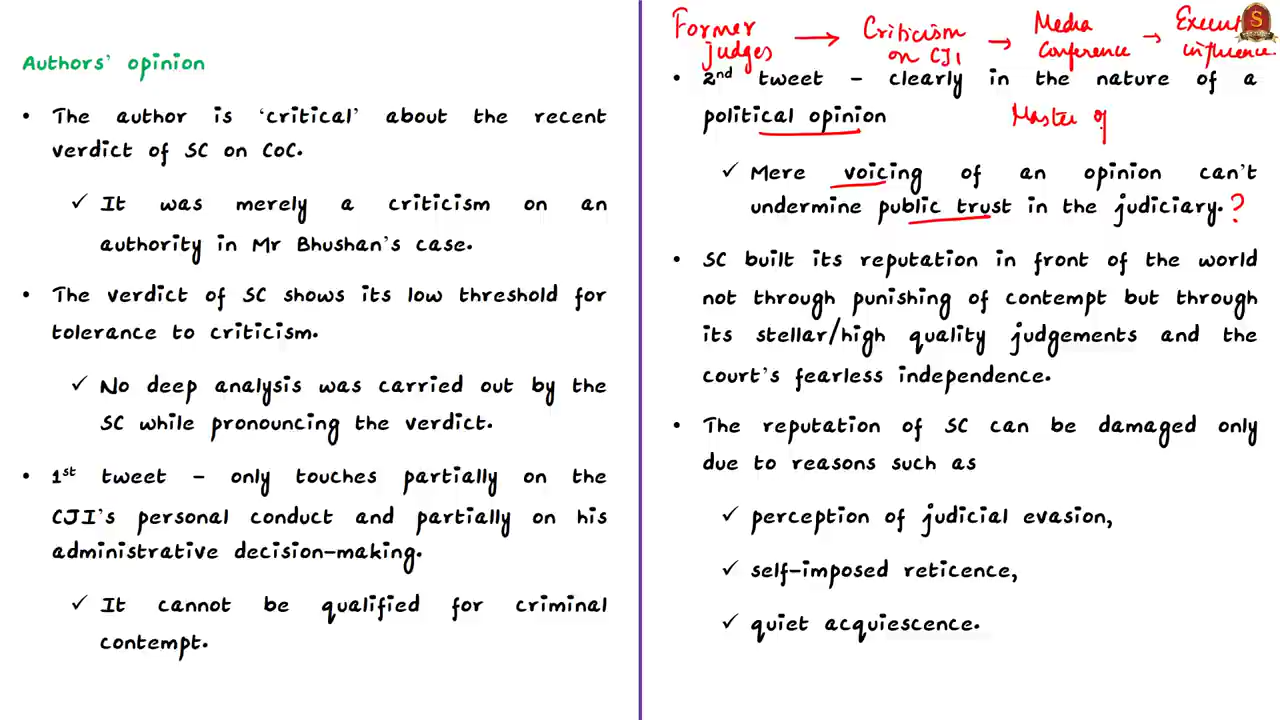 Authors' opinion
• The author is 'critical' about the recent
verdict of SC on CoC.
✓ It was merely a criticism on an
authority in Mr Bhushan's case.
• The verdict of SC shows its low threshold for
tolerance to criticism.
✓ No deep analysis was carried out by the
SC while pronouncing the verdict.
• 1st tweet – only touches partially on the
CJI's personal conduct and partially on his
administrative decision-making.
✓ It cannot be qualified for criminal
contempt.
Former judges → Criticism on CJI → Media Conference → influence.
• 2nd tweet – clearly in the nature of a
political opinion
Master of
✓ Mere voicing of an opinion can't
undermine public trust in the judiciary. ?
• SC built its reputation in front of the world
not through punishing of contempt but through
its stellar/high quality judgements and the
court's fearless independence.
• The reputation of SC can be damaged only
due to reasons such as
✓ perception of judicial evasion,
✓ self-imposed reticence,
✓ quiet acquiescence.